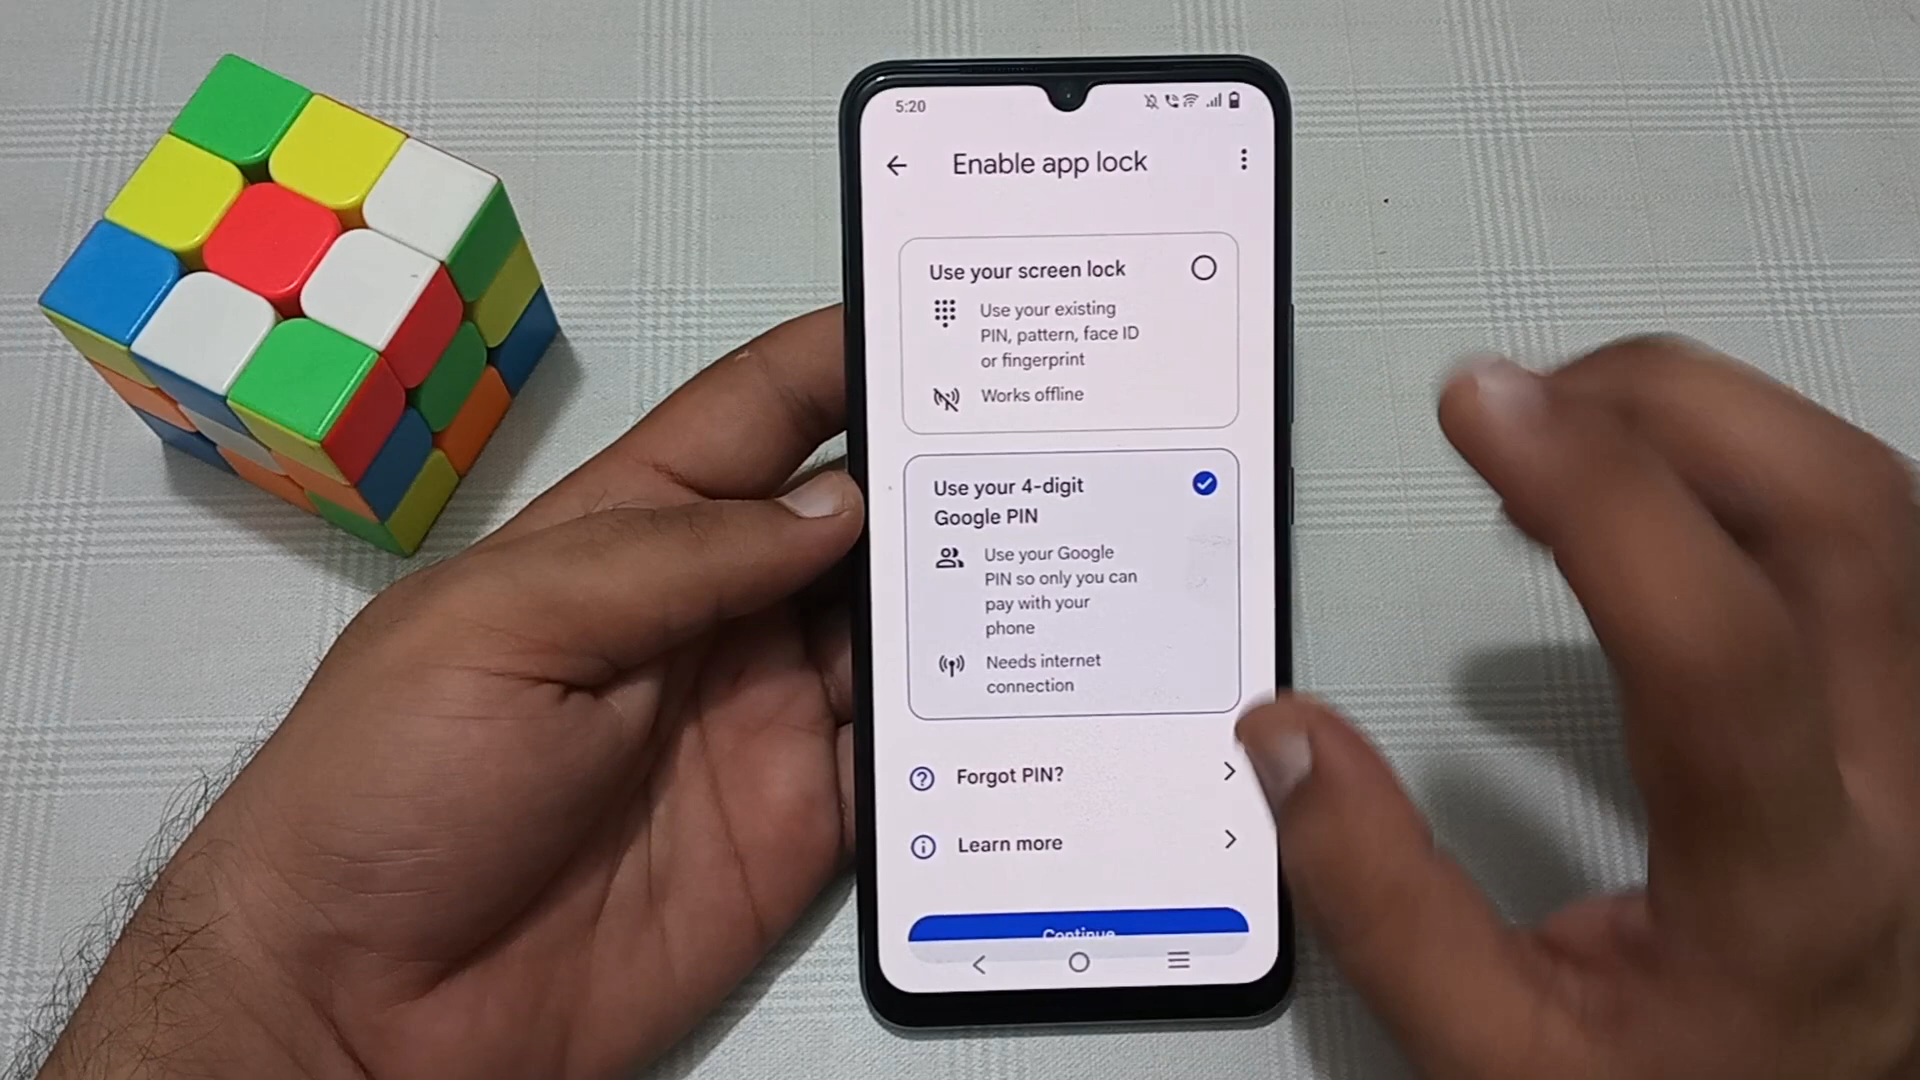 5:20
Enable app lock
Use your screen lock
Use your existing
PIN, pattern, face ID
or fingerprint
Works offline
Use your 4-digit
Google PIN
Use your Google
PIN so only you can
pay with your
phone
Needs internet
connection
Forgot PIN?
Learn more
Continue